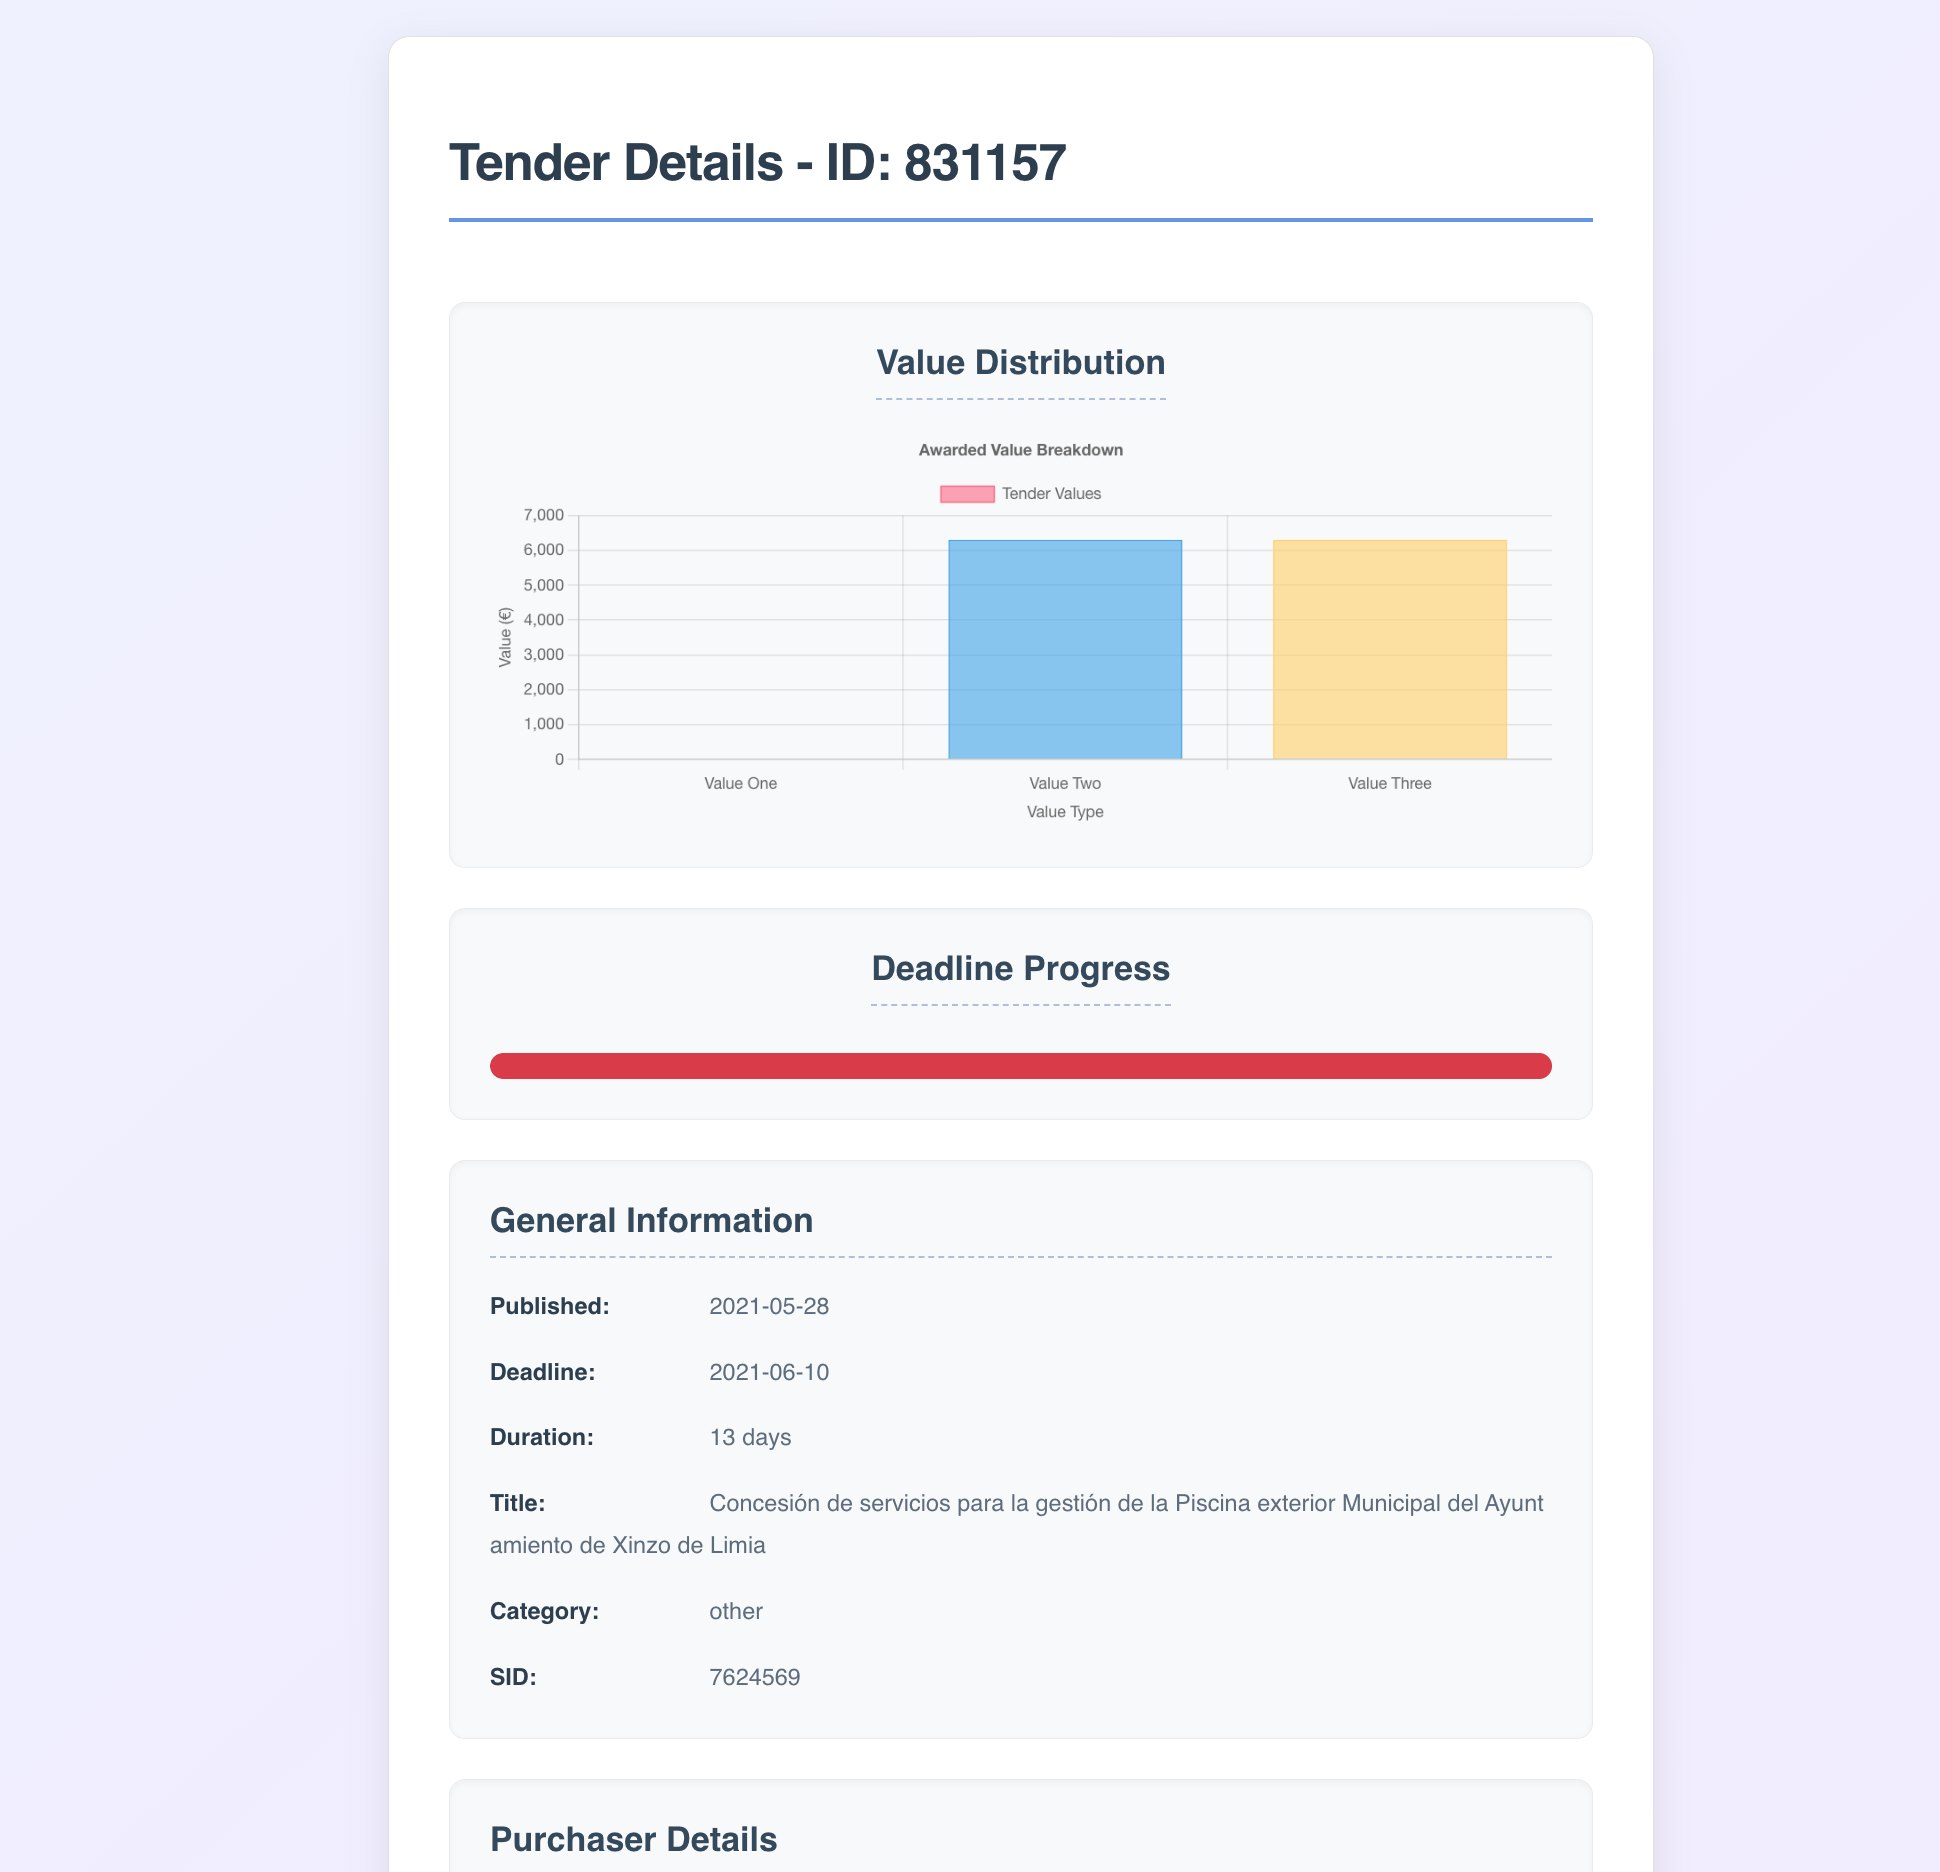 Tender Details - ID: 831157
Value Distribution
Awarded Value Breakdown
Tender Values
7,000
6,000
5,000
4,000
3,000
2,000
1,000
0
Value (€)
Value One Value Two Value Three
Value Type
Deadline Progress
General Information
Published: 2021-05-28
Deadline: 2021-06-10
Duration: 13 days
Title: Concesión de servicios para la gestión de la Piscina exterior Municipal del Ayunt
amiento de Xinzo de Limia
Category: other
SID: 7624569
Purchaser Details